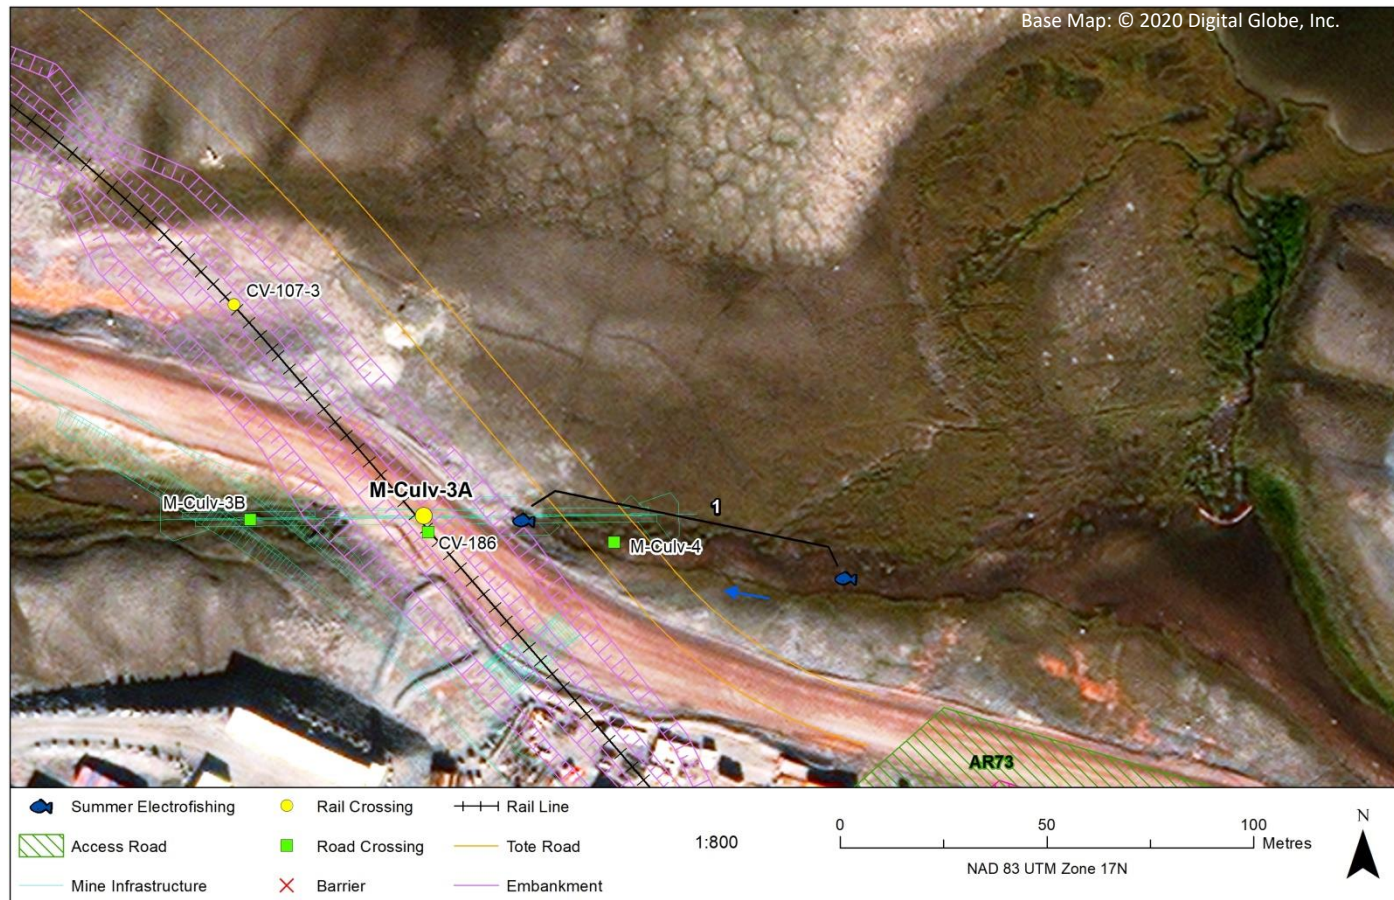 Base Map: © 2020 Digital Globe, Inc.
CV-107-3
M-Culv-3A
M-Culv-3B
1
CV-186
M-Culv-4
AR73
Summer Electrofishing
Rail Crossing
Rail Line
Access Road
Road Crossing
Tote Road
Mine Infrastructure
Barrier
Embankment
1:800
0 50 100 Metres
NAD 83 UTM Zone 17N
N